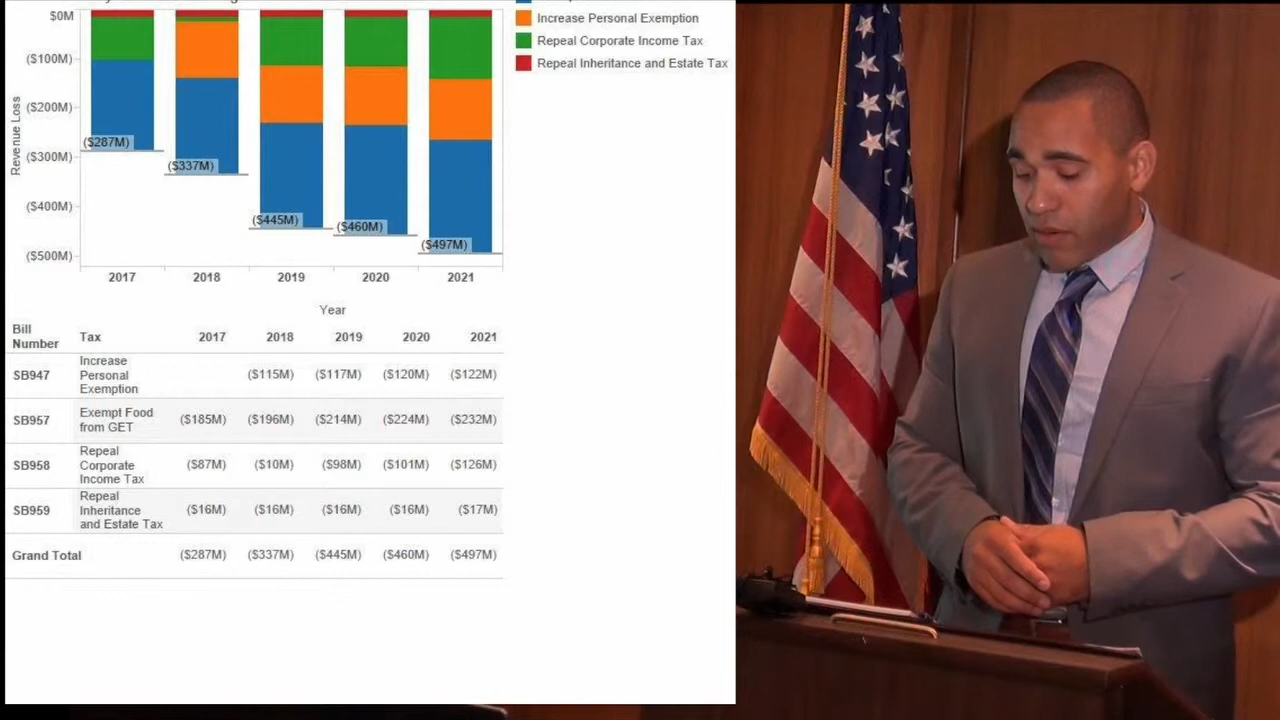 $0M
($100M)
($200M)
($300M)
($400M)
($500M)
Revenue Loss
($287M)
($337M)
($445M)
($460M)
($497M)
2017 2018 2019 2020 2021
Year
Increase Personal Exemption
Repeal Corporate Income Tax
Repeal Inheritance and Estate Tax
Bill Number Tax 2017 2018 2019 2020 2021
SB947 Increase Personal Exemption ($115M) ($117M) ($120M) ($122M)
SB957 Exempt Food from GET ($185M) ($196M) ($214M) ($224M) ($232M)
SB958 Repeal Corporate Income Tax ($87M) ($10M) ($98M) ($101M) ($126M)
SB959 Repeal Inheritance and Estate Tax ($16M) ($16M) ($16M) ($16M) ($17M)
Grand Total ($287M) ($337M) ($445M) ($460M) ($497M)